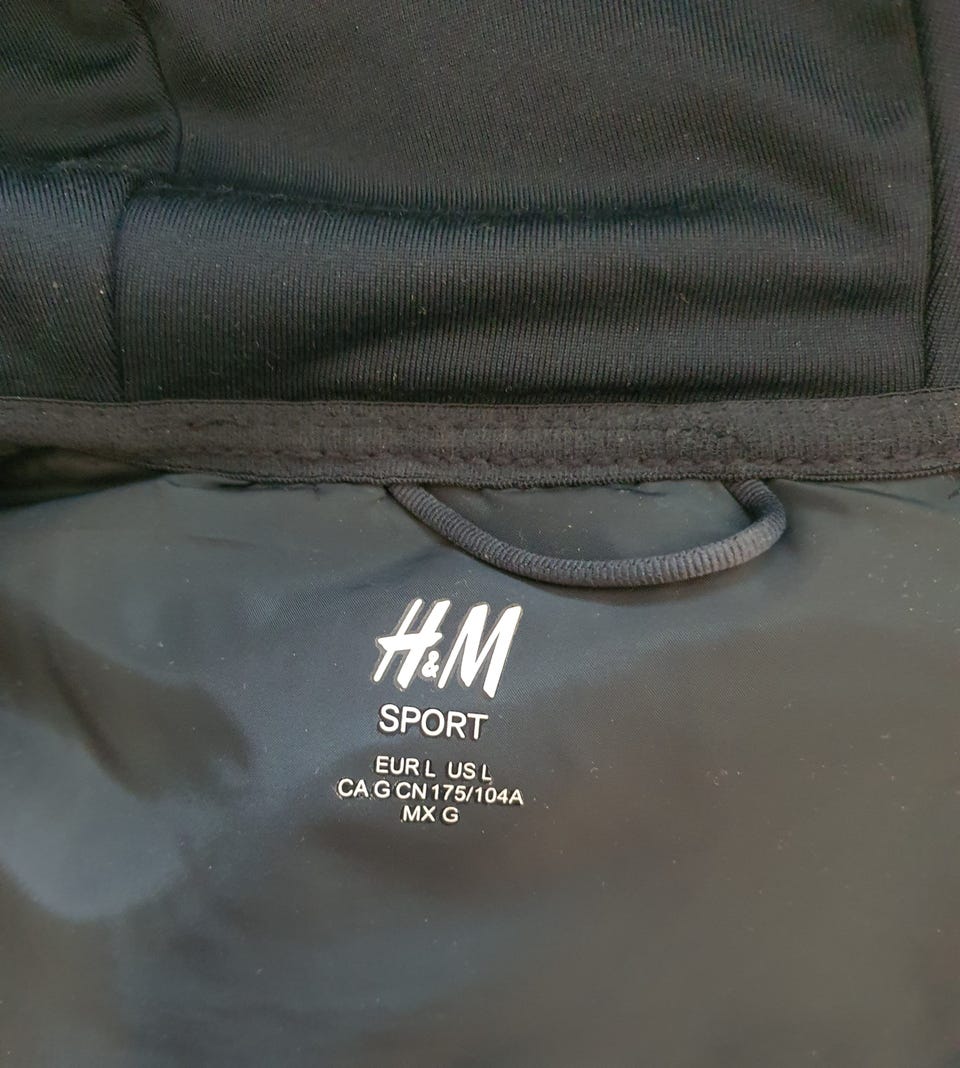 H&M
SPORT
EUR L US L
CA G CN 175/104A
MX G